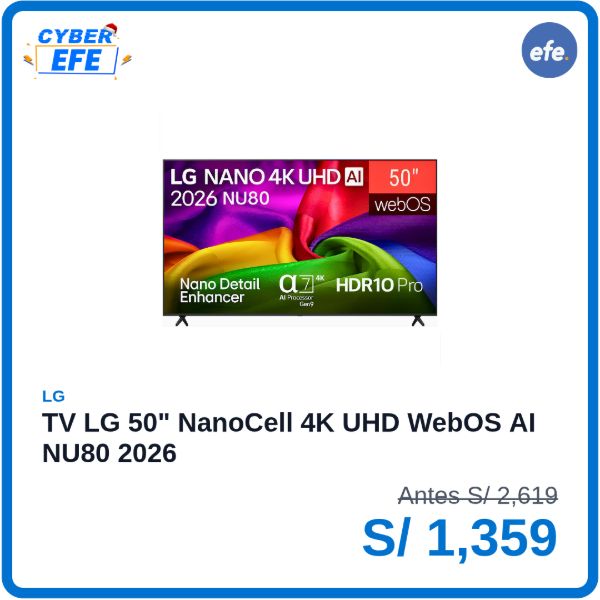 CYBER
EFE
efe.
LG NANO 4K UHD AI
2026 NU80
50"
webOS
Nano Detail
Enhancer
α7 4K
AI Processor
Gen9
HDR10 Pro
LG
TV LG 50" NanoCell 4K UHD WebOS AI
NU80 2026
Antes S/ 2,619
S/ 1,359